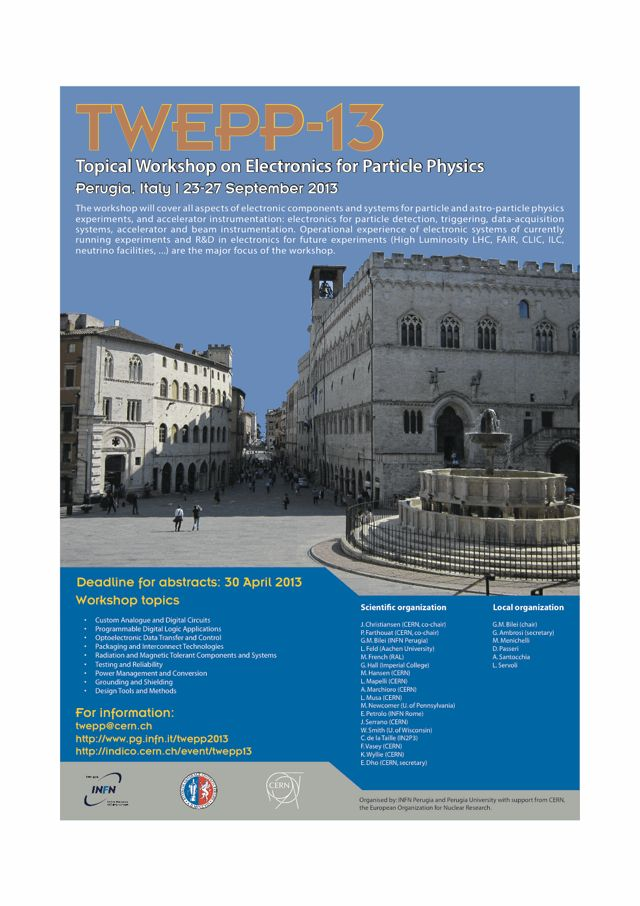 TWEPP-13
Topical Workshop on Electronics for Particle Physics
Perugia, Italy | 23-27 September 2013
The workshop will cover all aspects of electronic components and systems for particle and astro-particle physics
experiments, and accelerator instrumentation: electronics for particle detection, triggering, data-acquisition
systems, accelerator and beam instrumentation. Operational experience of electronic systems of currently
running experiments and R&D in electronics for future experiments (High Luminosity LHC, FAIR, CLIC, ILC,
neutrino facilities, ...) are the major focus of the workshop.
Deadline for abstracts: 30 April 2013
Workshop topics
• Custom Analogue and Digital Circuits
• Programmable Digital Logic Applications
• Optoelectronic Data Transfer and Control
• Packaging and Interconnect Technologies
• Radiation and Magnetic Tolerant Components and Systems
• Testing and Reliability
• Power Management and Conversion
• Grounding and Shielding
• Design Tools and Methods
For information:
twepp@cern.ch
http://www.pg.infn.it/twepp2013
http://indico.cern.ch/event/twepp13
Scientific organization
J. Christiansen (CERN, co-chair)
P. Farthouat (CERN, co-chair)
G.M. Bilei (INFN Perugia)
L. Feld (Aachen University)
M. French (RAL)
G. Hall (Imperial College)
M. Hansen (CERN)
L. Mapelli (CERN)
A. Marchioro (CERN)
L. Musa (CERN)
M. Newcomer (U. of Pennsylvania)
E. Petrolo (INFN Rome)
J. Serrano (CERN)
W. Smith (U. of Wisconsin)
C. de la Taille (IN2P3)
F. Vasey (CERN)
K. Wyllie (CERN)
E. Dho (CERN, secretary)
Local organization
G.M. Bilei (chair)
G. Ambrosi (secretary)
M. Menichelli
D. Passeri
A. Santocchia
L. Servoli
INFN
CERN
Organised by: INFN Perugia and Perugia University with support from CERN,
the European Organization for Nuclear Research.